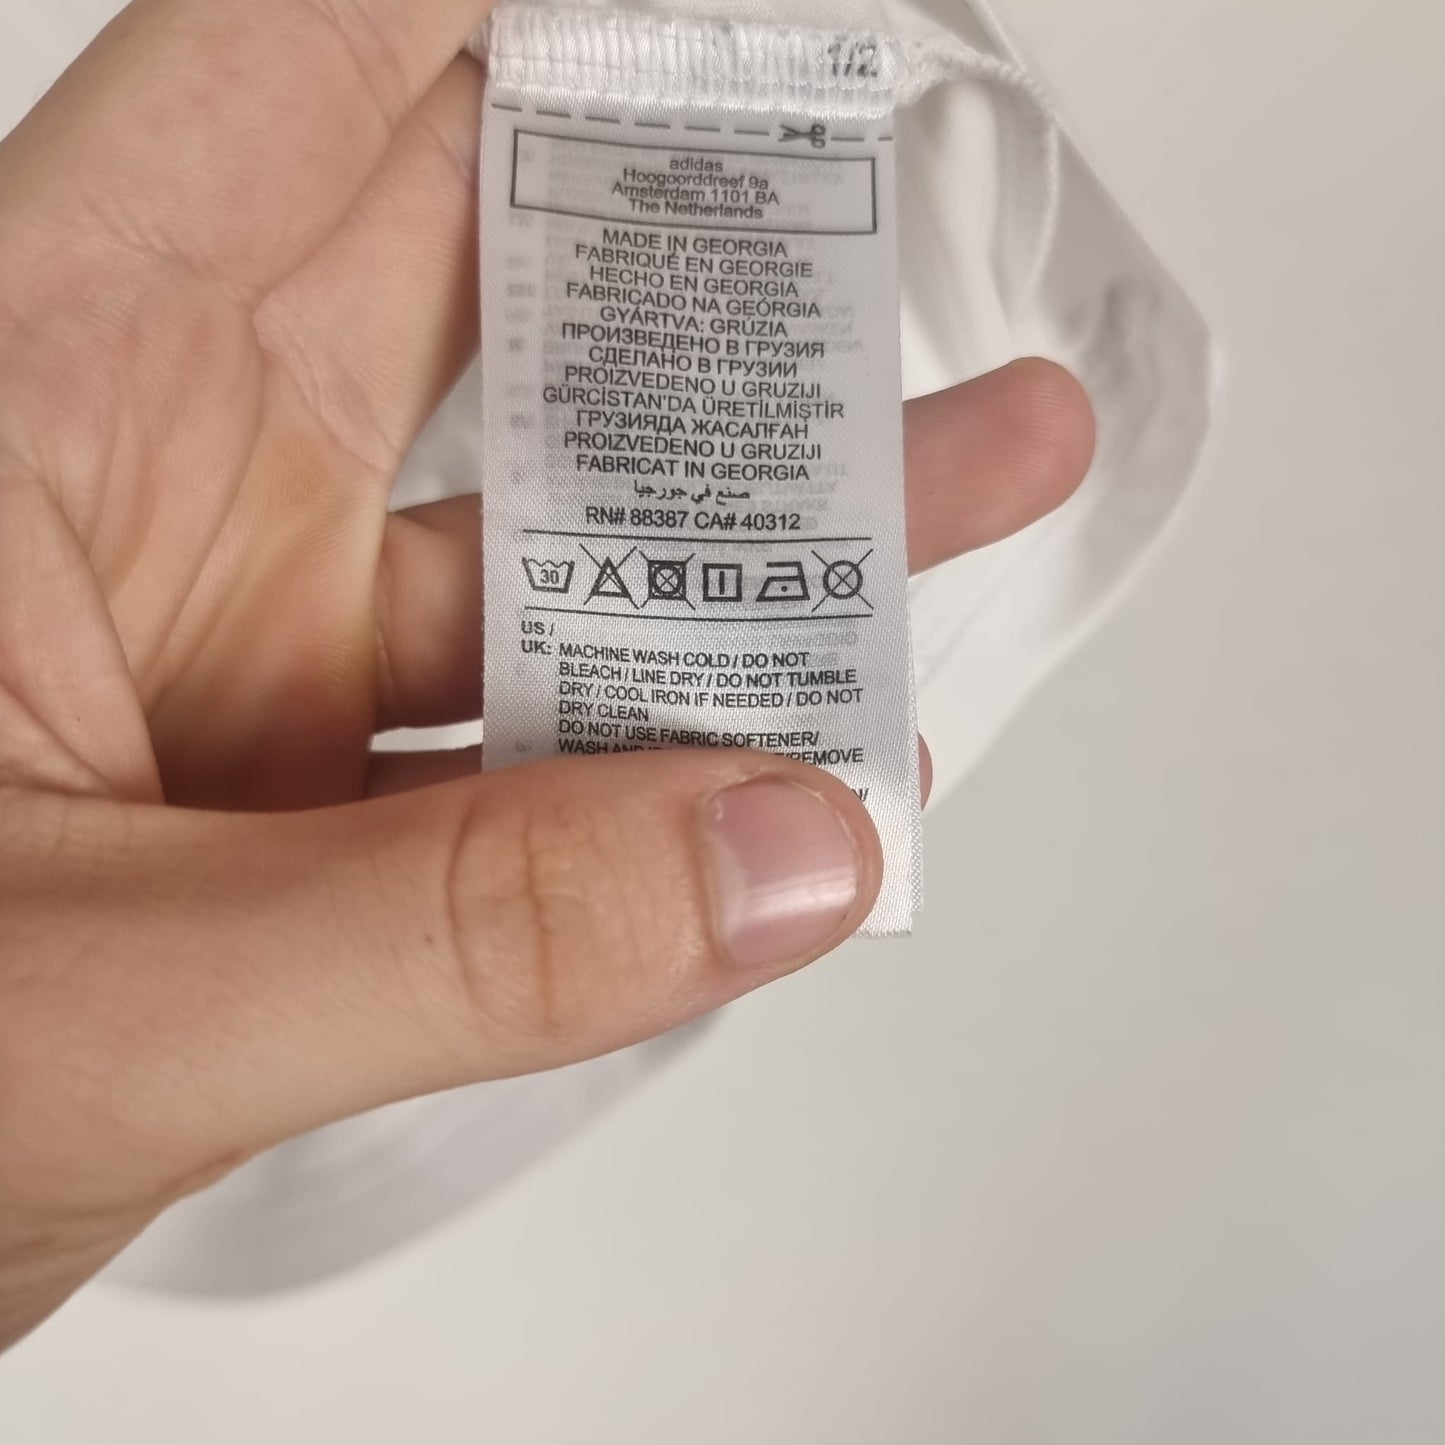 1/2
adidas
Hoogoorddreef 9a
Amsterdam 1101 BA
The Netherlands
MADE IN GEORGIA
FABRIQUÉ EN GEORGIE
HECHO EN GEORGIA
FABRICADO NA GEÓRGIA
GYÁRTVA: GRÚZIA
ПРОИЗВЕДЕНО В ГРУЗИЯ
СДЕЛАНО В ГРУЗИИ
PROIZVEDENO U GRUZIJI
GÜRCİSTAN'DA ÜRETİLMİŞTİR
ГРУЗИЯДА ЖАСАЛҒАН
PROIZVEDENO U GRUZIJI
FABRICAT IN GEORGIA
صنع في جورجيا
RN# 88387 CA# 40312
30
US /
UK: MACHINE WASH COLD / DO NOT
BLEACH / LINE DRY / DO NOT TUMBLE
DRY / COOL IRON IF NEEDED / DO NOT
DRY CLEAN
DO NOT USE FABRIC SOFTENER/
WASH AND REMOVE